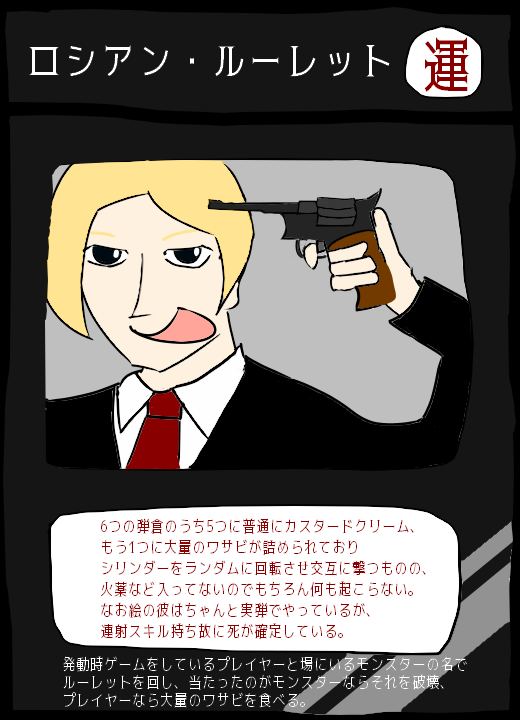 ロシアン・ルーレット
運
6つの弾倉のうち5つに普通にカスタードクリーム、
もう1つに大量のワサビが詰められており
シリンダーをランダムに回転させ交互に撃つものの、
火薬など入ってないのでもちろん何も起こらない。
なお絵の彼はちゃんと実弾でやっているが、
連射スキル持ち故に死が確定している。
発動時ゲームをしているプレイヤーと場にいるモンスターの名で
ルーレットを回し、当たったのがモンスターならそれを破壊、
プレイヤーなら大量のワサビを食べる。